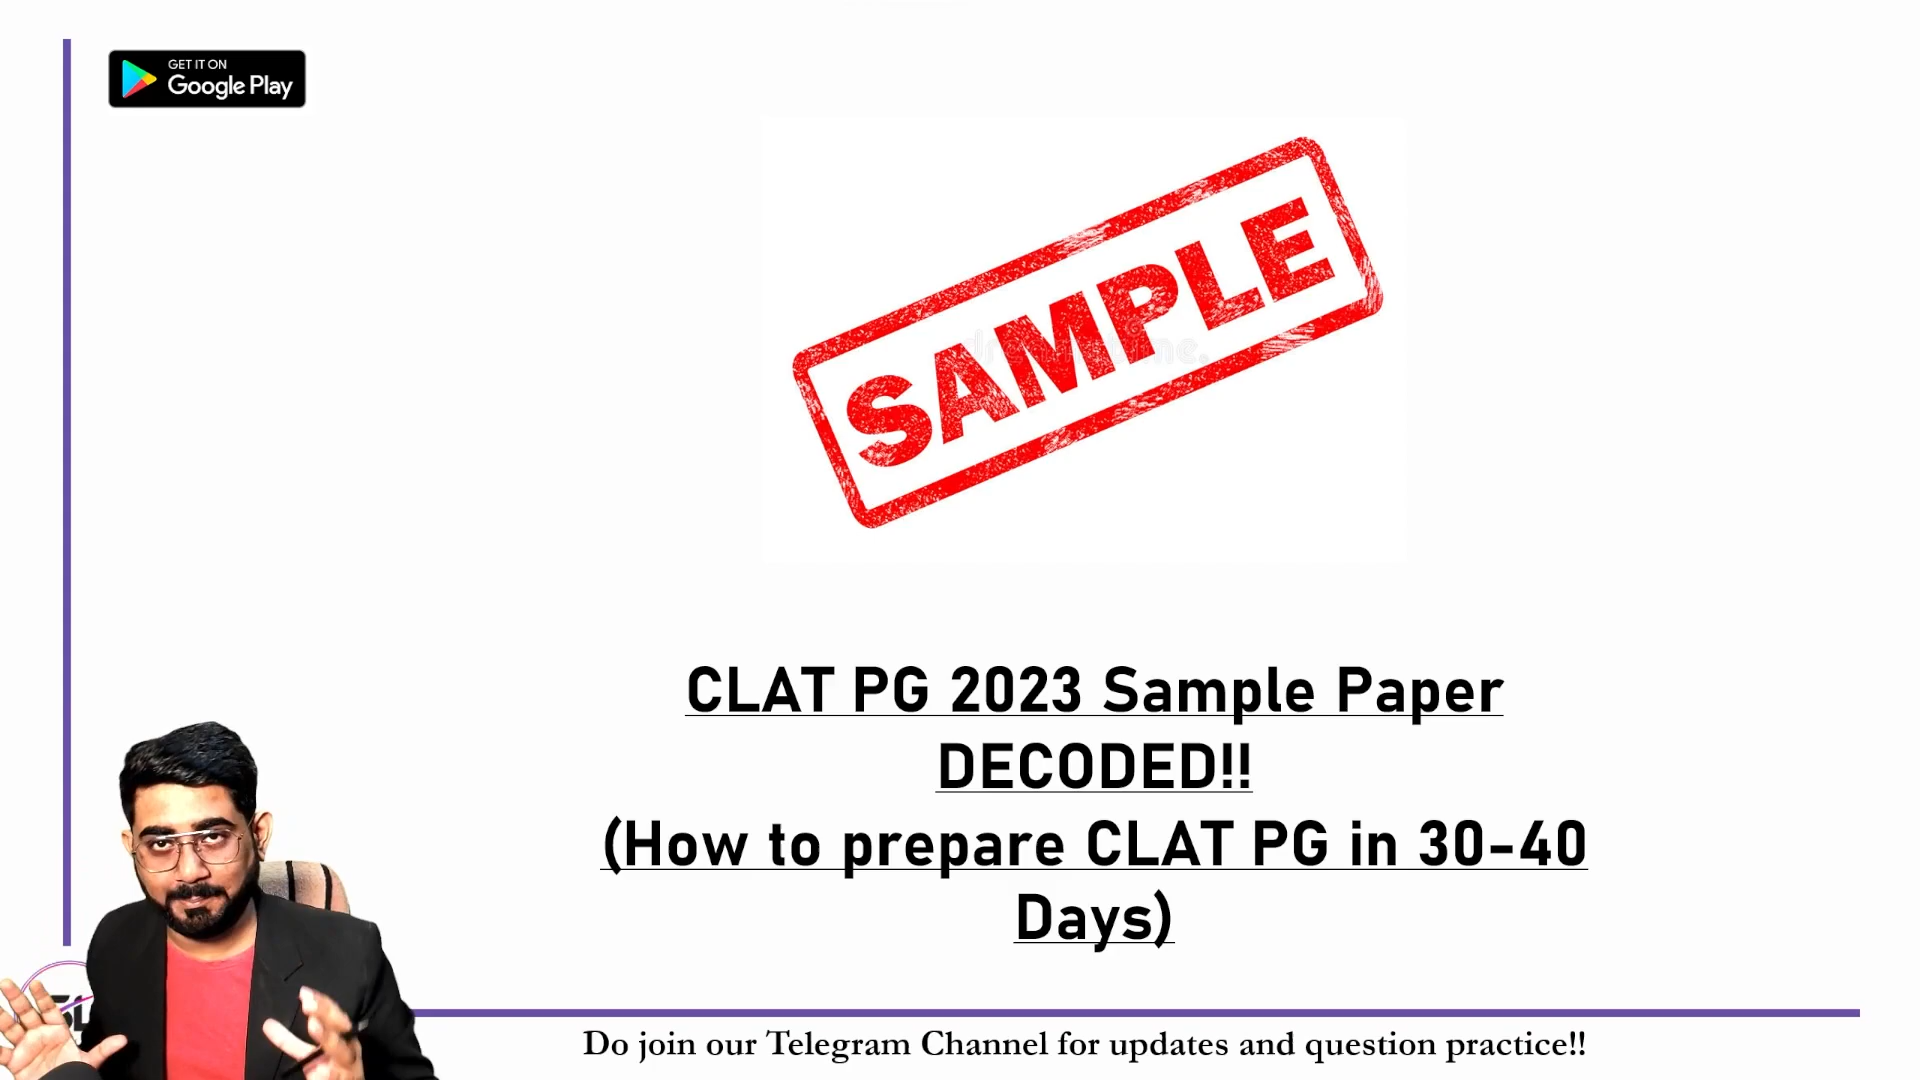 GET IT ON
Google Play
SAMPLE
CLAT PG 2023 Sample Paper
DECODED!!
(How to prepare CLAT PG in 30-40
Days)
Do join our Telegram Channel for updates and question practice!!